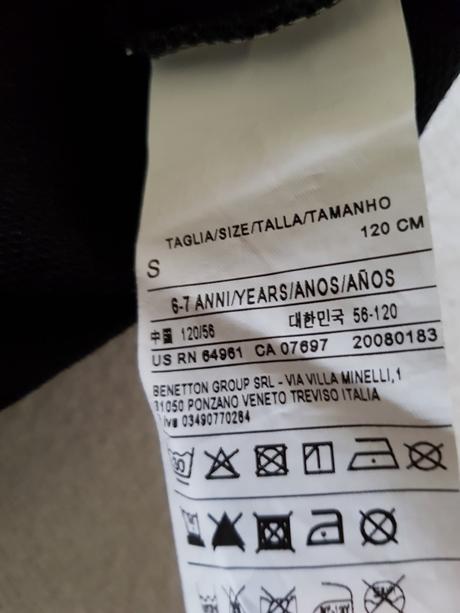 TAGLIA/SIZE/TALLA/TAMANHO
S 120 CM
6-7 ANNI/YEARS/ANOS/AÑOS
中国 120/56 대한민국 56-120
US RN 64961 CA 07697 20080183
BENETTON GROUP SRL - VIA VILLA MINELLI,1
31050 PONZANO VENETO TREVISO ITALIA
P.iva 03490770264
30